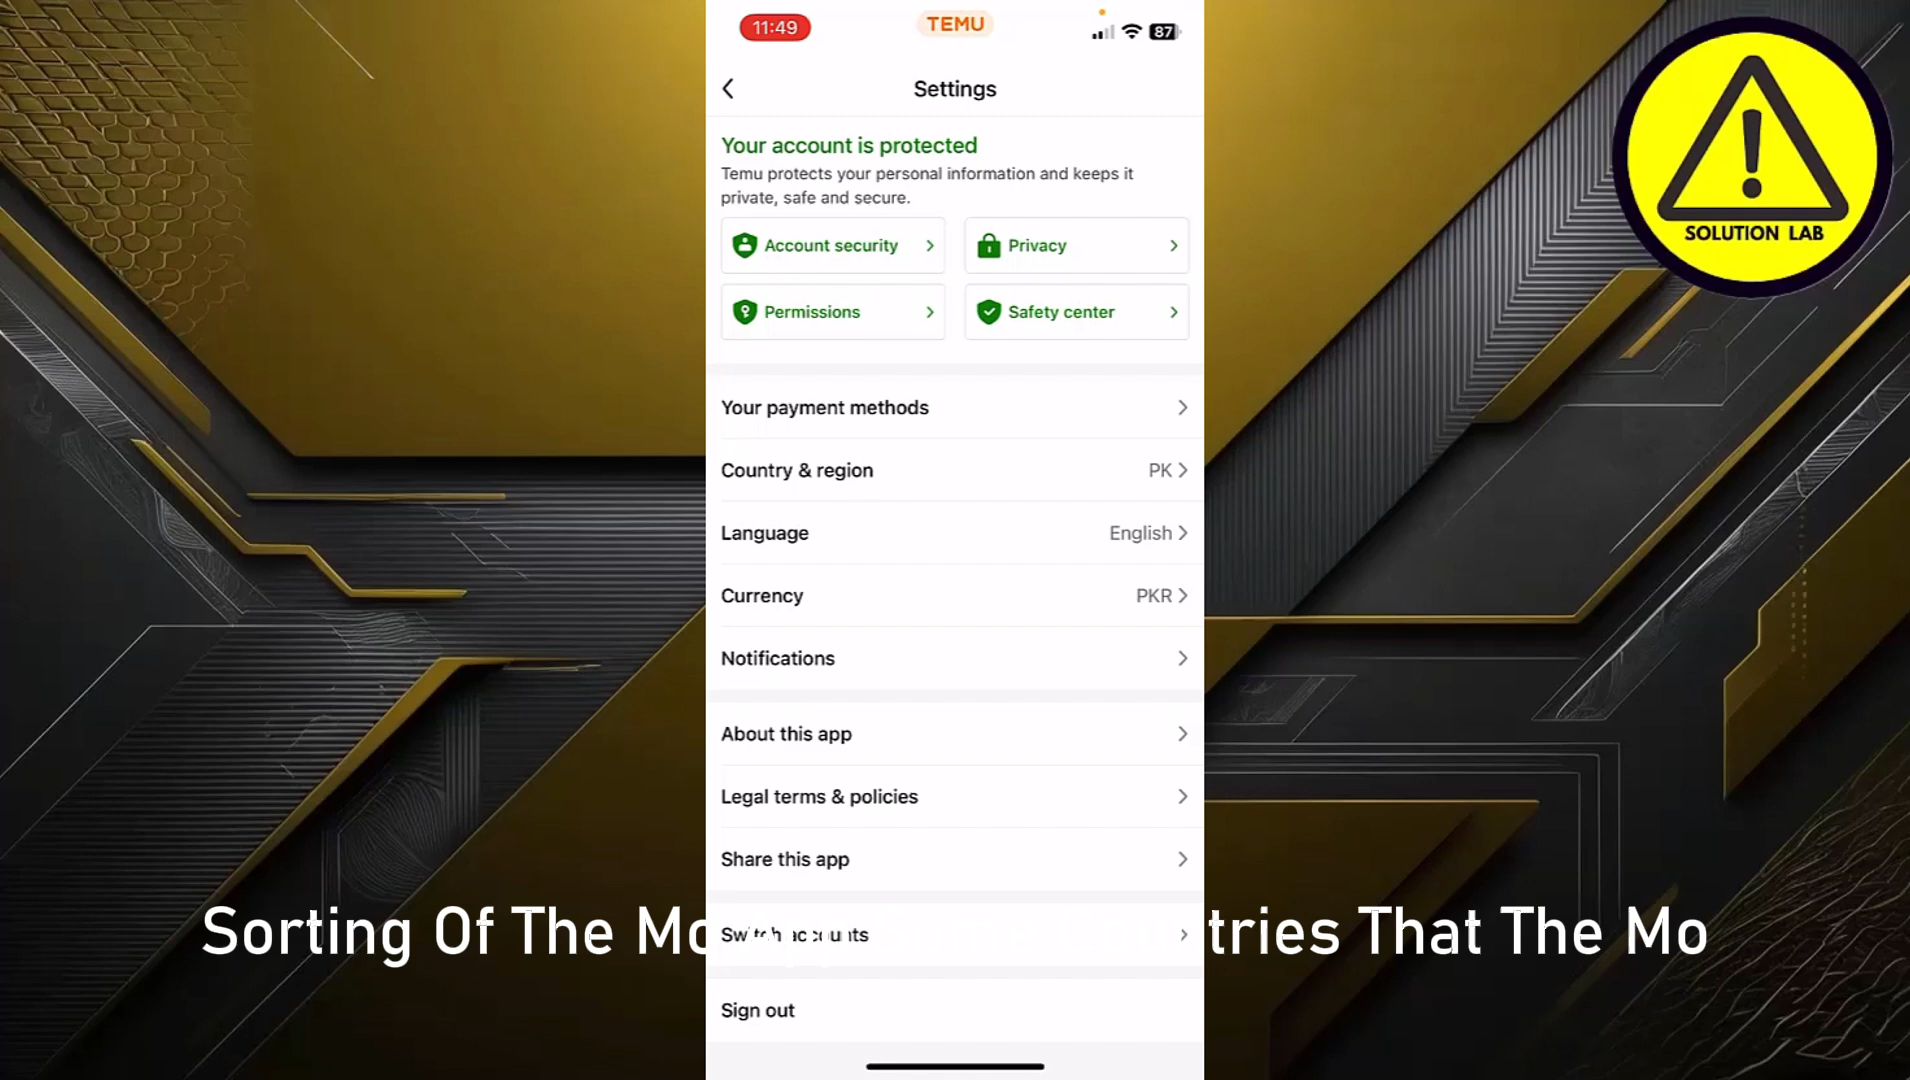 11:49
TEMU
87
Settings
Your account is protected
Temu protects your personal information and keeps it
private, safe and secure.
Account security
Privacy
Permissions
Safety center
Your payment methods
Country & region PK
Language English
Currency PKR
Notifications
About this app
Legal terms & policies
Share this app
Switch accounts
Sign out
SOLUTION LAB
Sorting Of The Mo tries That The Mo